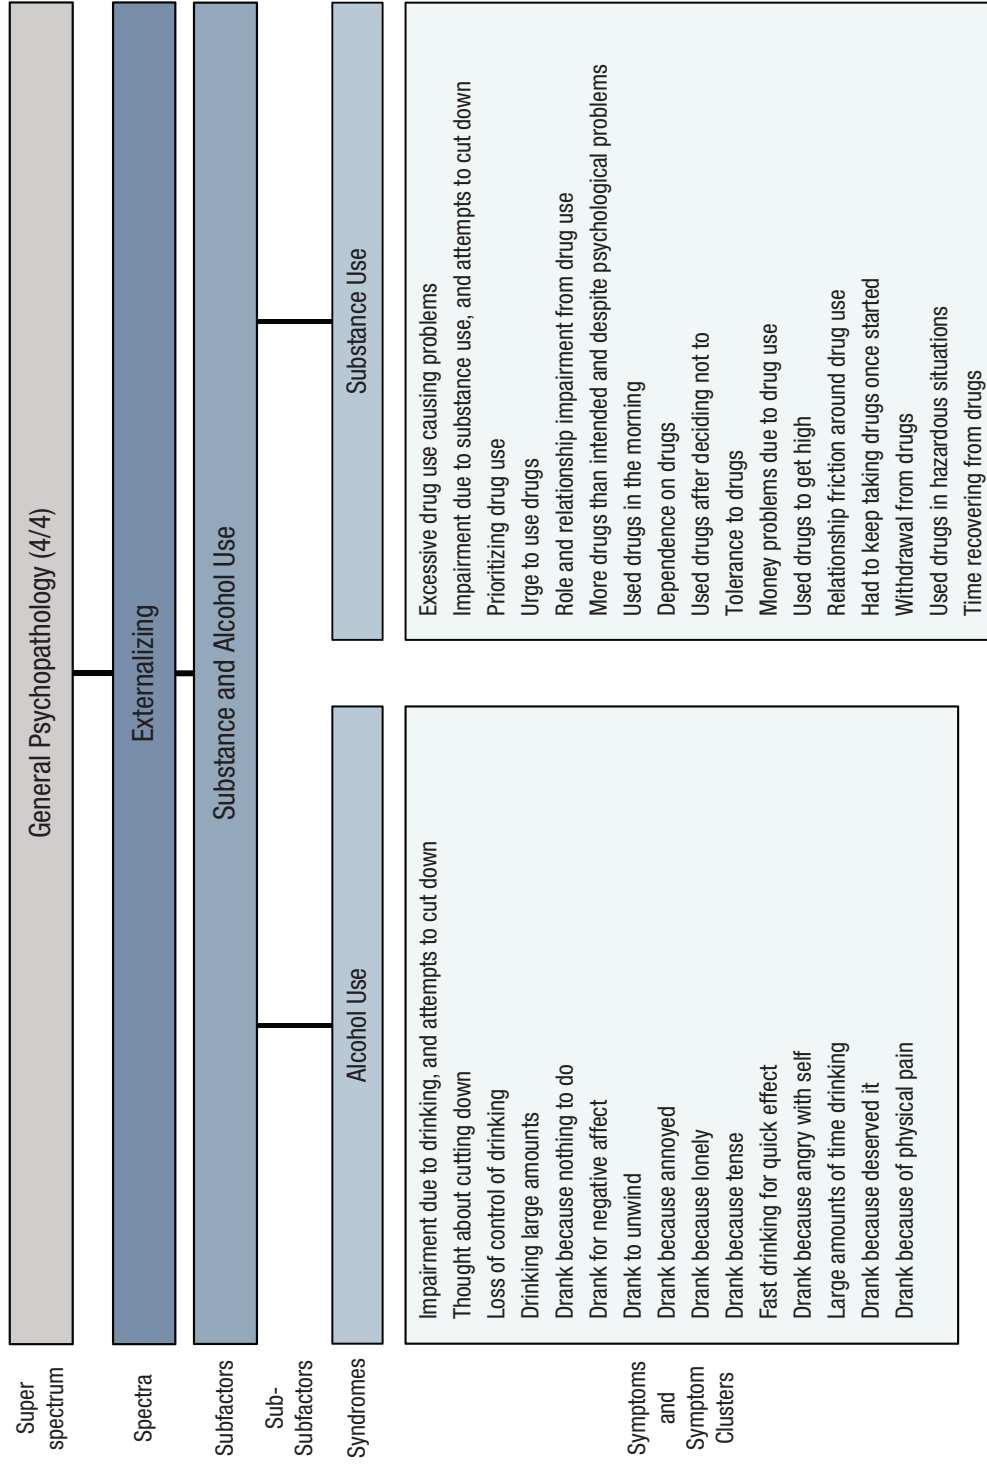 Super
spectrum
General Psychopathology (4/4)
Spectra
Externalizing
Subfactors
Substance and Alcohol Use
Sub-
Subfactors
Syndromes
Alcohol Use
Substance Use
Symptoms
and
Symptom
Clusters
Impairment due to drinking, and attempts to cut down
Thought about cutting down
Loss of control of drinking
Drinking large amounts
Drank because nothing to do
Drank for negative affect
Drank to unwind
Drank because annoyed
Drank because lonely
Drank because tense
Fast drinking for quick effect
Drank because angry with self
Large amounts of time drinking
Drank because deserved it
Drank because of physical pain
Excessive drug use causing problems
Impairment due to substance use, and attempts to cut down
Prioritizing drug use
Urge to use drugs
Role and relationship impairment from drug use
More drugs than intended and despite psychological problems
Used drugs in the morning
Dependence on drugs
Used drugs after deciding not to
Tolerance to drugs
Money problems due to drug use
Used drugs to get high
Relationship friction around drug use
Had to keep taking drugs once started
Withdrawal from drugs
Used drugs in hazardous situations
Time recovering from drugs